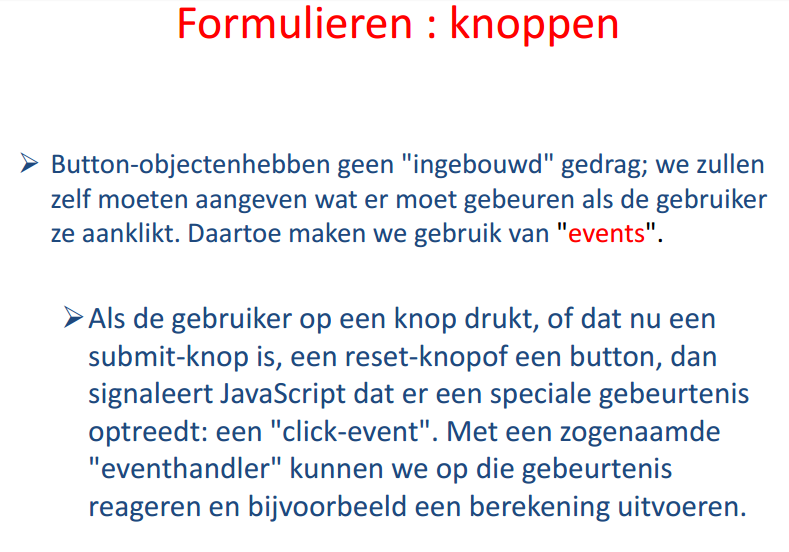 Formulieren : knoppen
➢ Button-objectenhebben geen "ingebouwd" gedrag; we zullen
zelf moeten aangeven wat er moet gebeuren als de gebruiker
ze aanklikt. Daartoe maken we gebruik van "events".
➢ Als de gebruiker op een knop drukt, of dat nu een
submit-knop is, een reset-knopof een button, dan
signaleert JavaScript dat er een speciale gebeurtenis
optreedt: een "click-event". Met een zogenaamde
"eventhandler" kunnen we op die gebeurtenis
reageren en bijvoorbeeld een berekening uitvoeren.